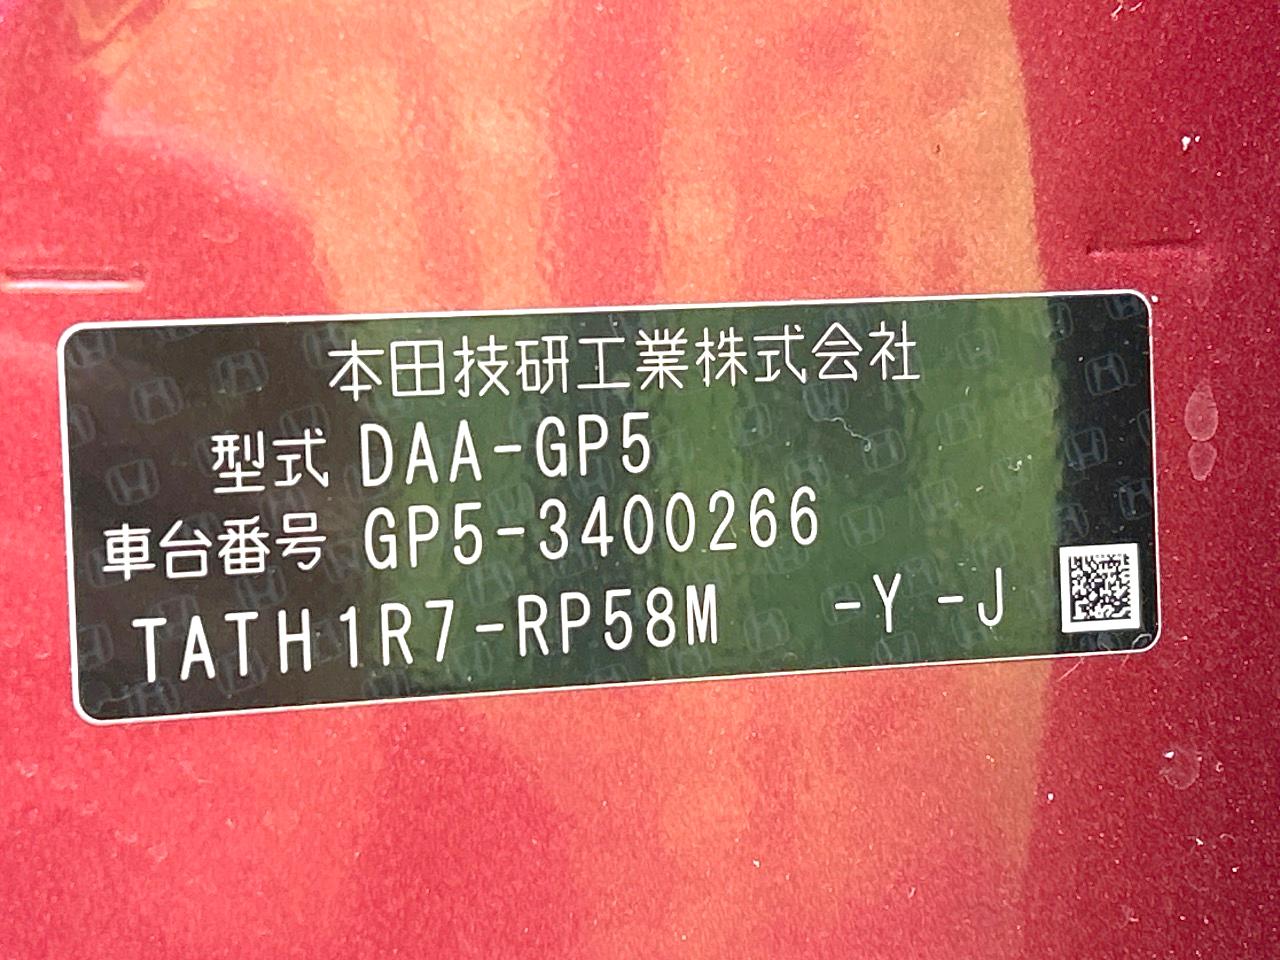 本田技研工業株式会社
型式 DAA-GP5
車台番号 GP5-3400266
TATH1R7-RP58M -Y -J